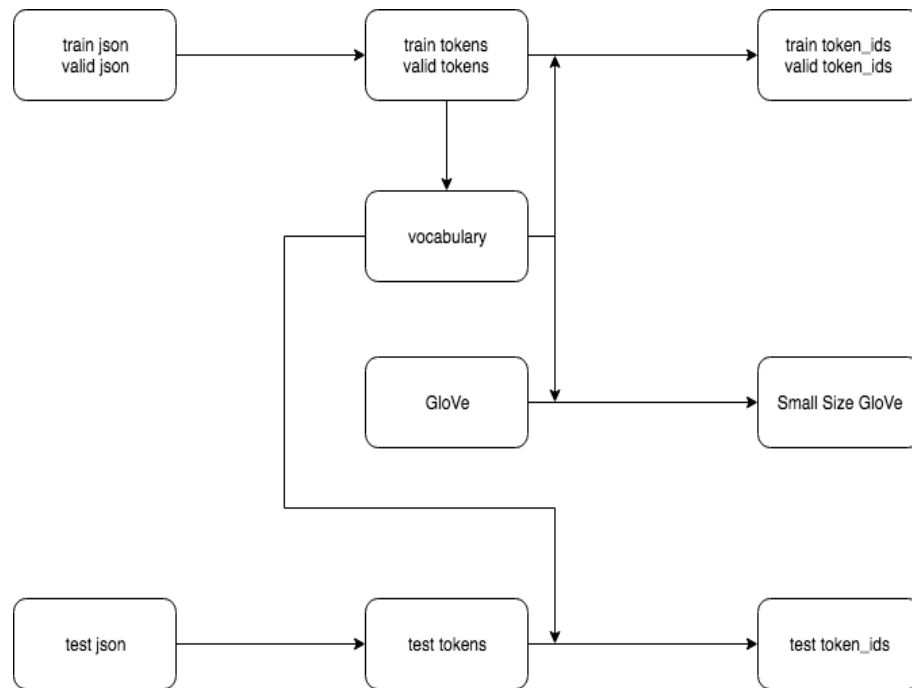 train json
valid json
train tokens
valid tokens
train token_ids
valid token_ids
vocabulary
GloVe
Small Size GloVe
test json
test tokens
test token_ids